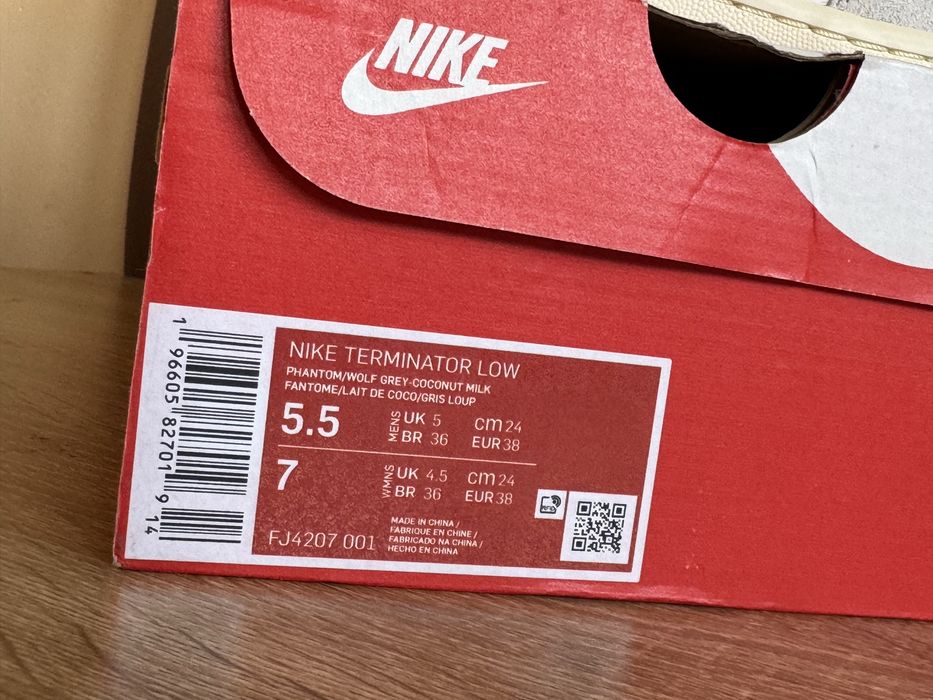 NIKE
NIKE TERMINATOR LOW
PHANTOM/WOLF GREY-COCONUT MILK
FANTOME/LAIT DE COCO/GRIS LOUP
5.5 MENS UK 5 cm 24
BR 36 EUR 38
7 WMNS UK 4.5 cm 24
BR 36 EUR 38
FJ4207 001
MADE IN CHINA /
FABRIQUE EN CHINE /
FABRICADO NA CHINA /
HECHO EN CHINA
1 96605 82701 9 14